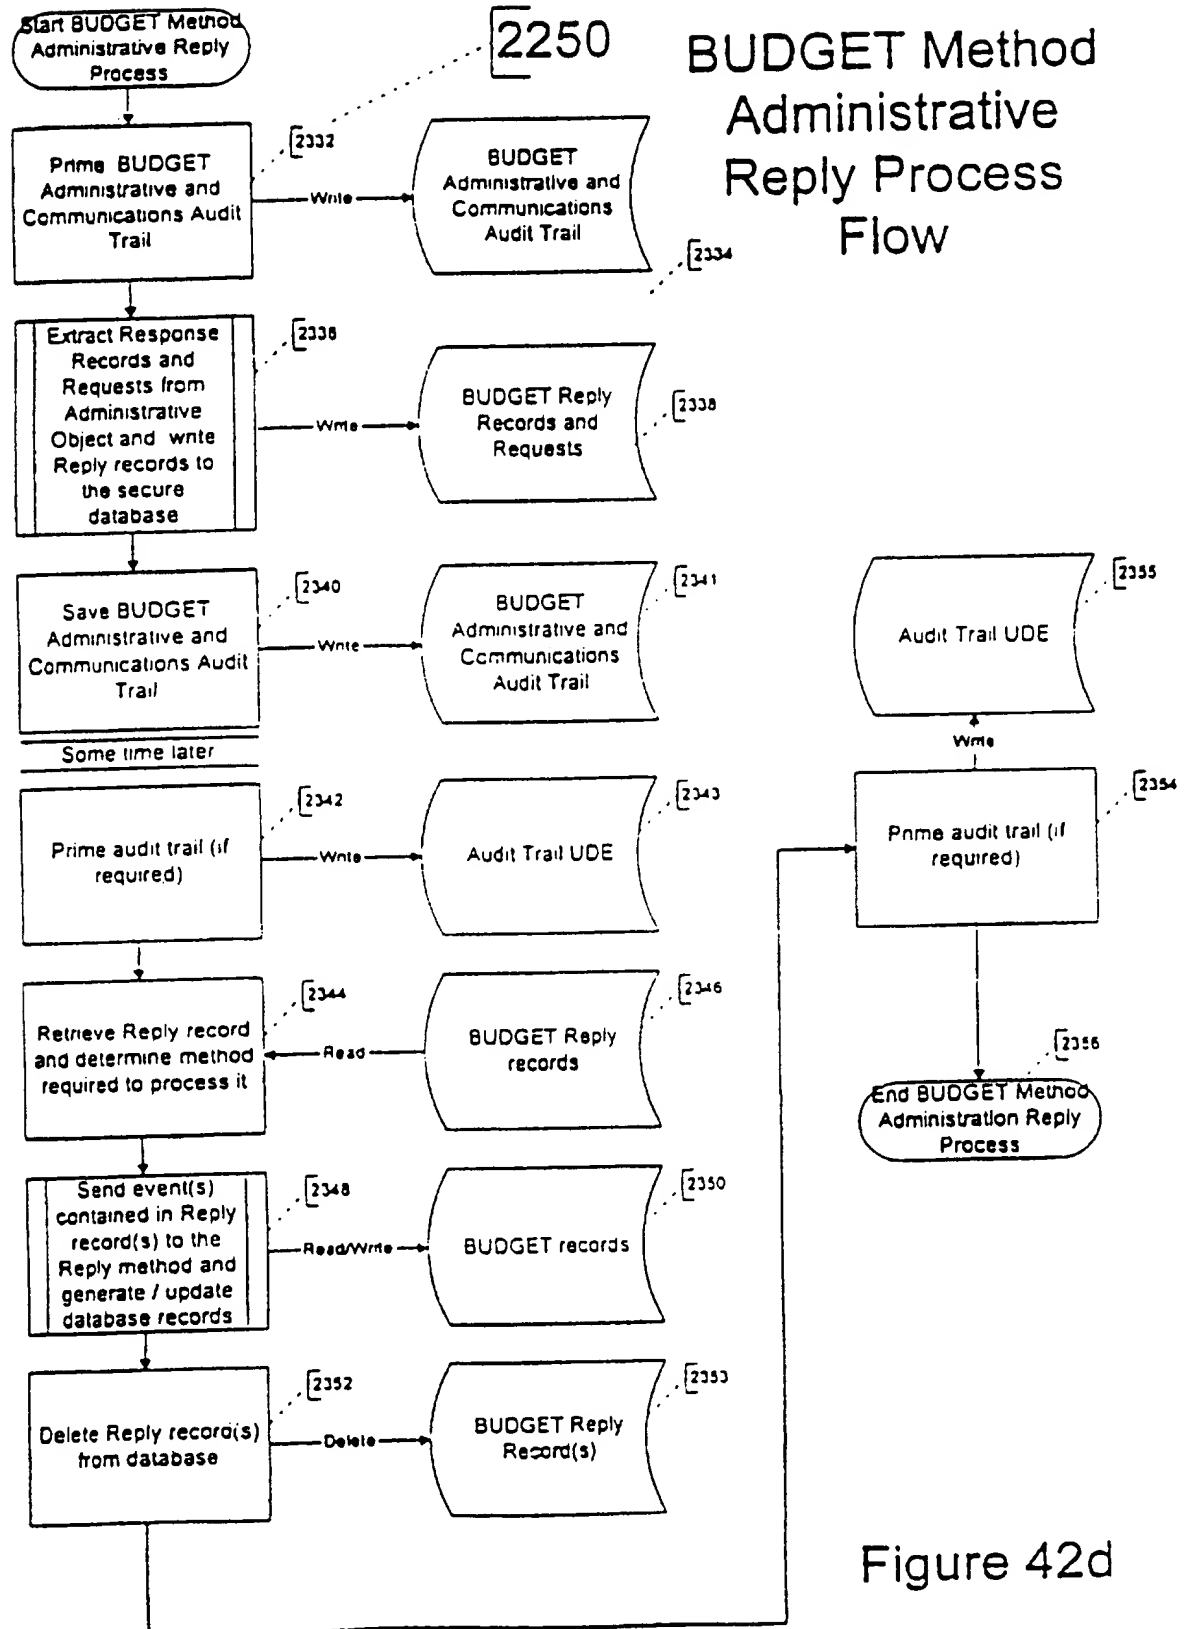 Start BUDGET Method
Administrative Reply
Process
2250
BUDGET Method
Administrative
Reply Process
Flow
2332
Prime BUDGET
Administrative and
Communications Audit
Trail
Write
BUDGET
Administrative and
Communications
Audit Trail
2334
Extract Response
Records and
Requests from
Administrative
Object and write
Reply records to
the secure
database
2338
Write
BUDGET Reply
Records and
Requests
2338
Save BUDGET
Administrative and
Communications Audit
Trail
2340
Write
BUDGET
Administrative and
Communications
Audit Trail
2341
Some time later
Prime audit trail (if
required)
2342
Write
Audit Trail UDE
2343
Retrieve Reply record
and determine method
required to process it
2344
Read
BUDGET Reply
records
2346
Send event(s)
contained in Reply
record(s) to the
Reply method and
generate / update
database records
2348
Read/Write
BUDGET records
2350
Delete Reply record(s)
from database
2352
Delete
BUDGET Reply
Record(s)
2353
Audit Trail UDE
2355
Write
Prime audit trail (if
required)
2354
2356
End BUDGET Method
Administration Reply
Process
Figure 42d